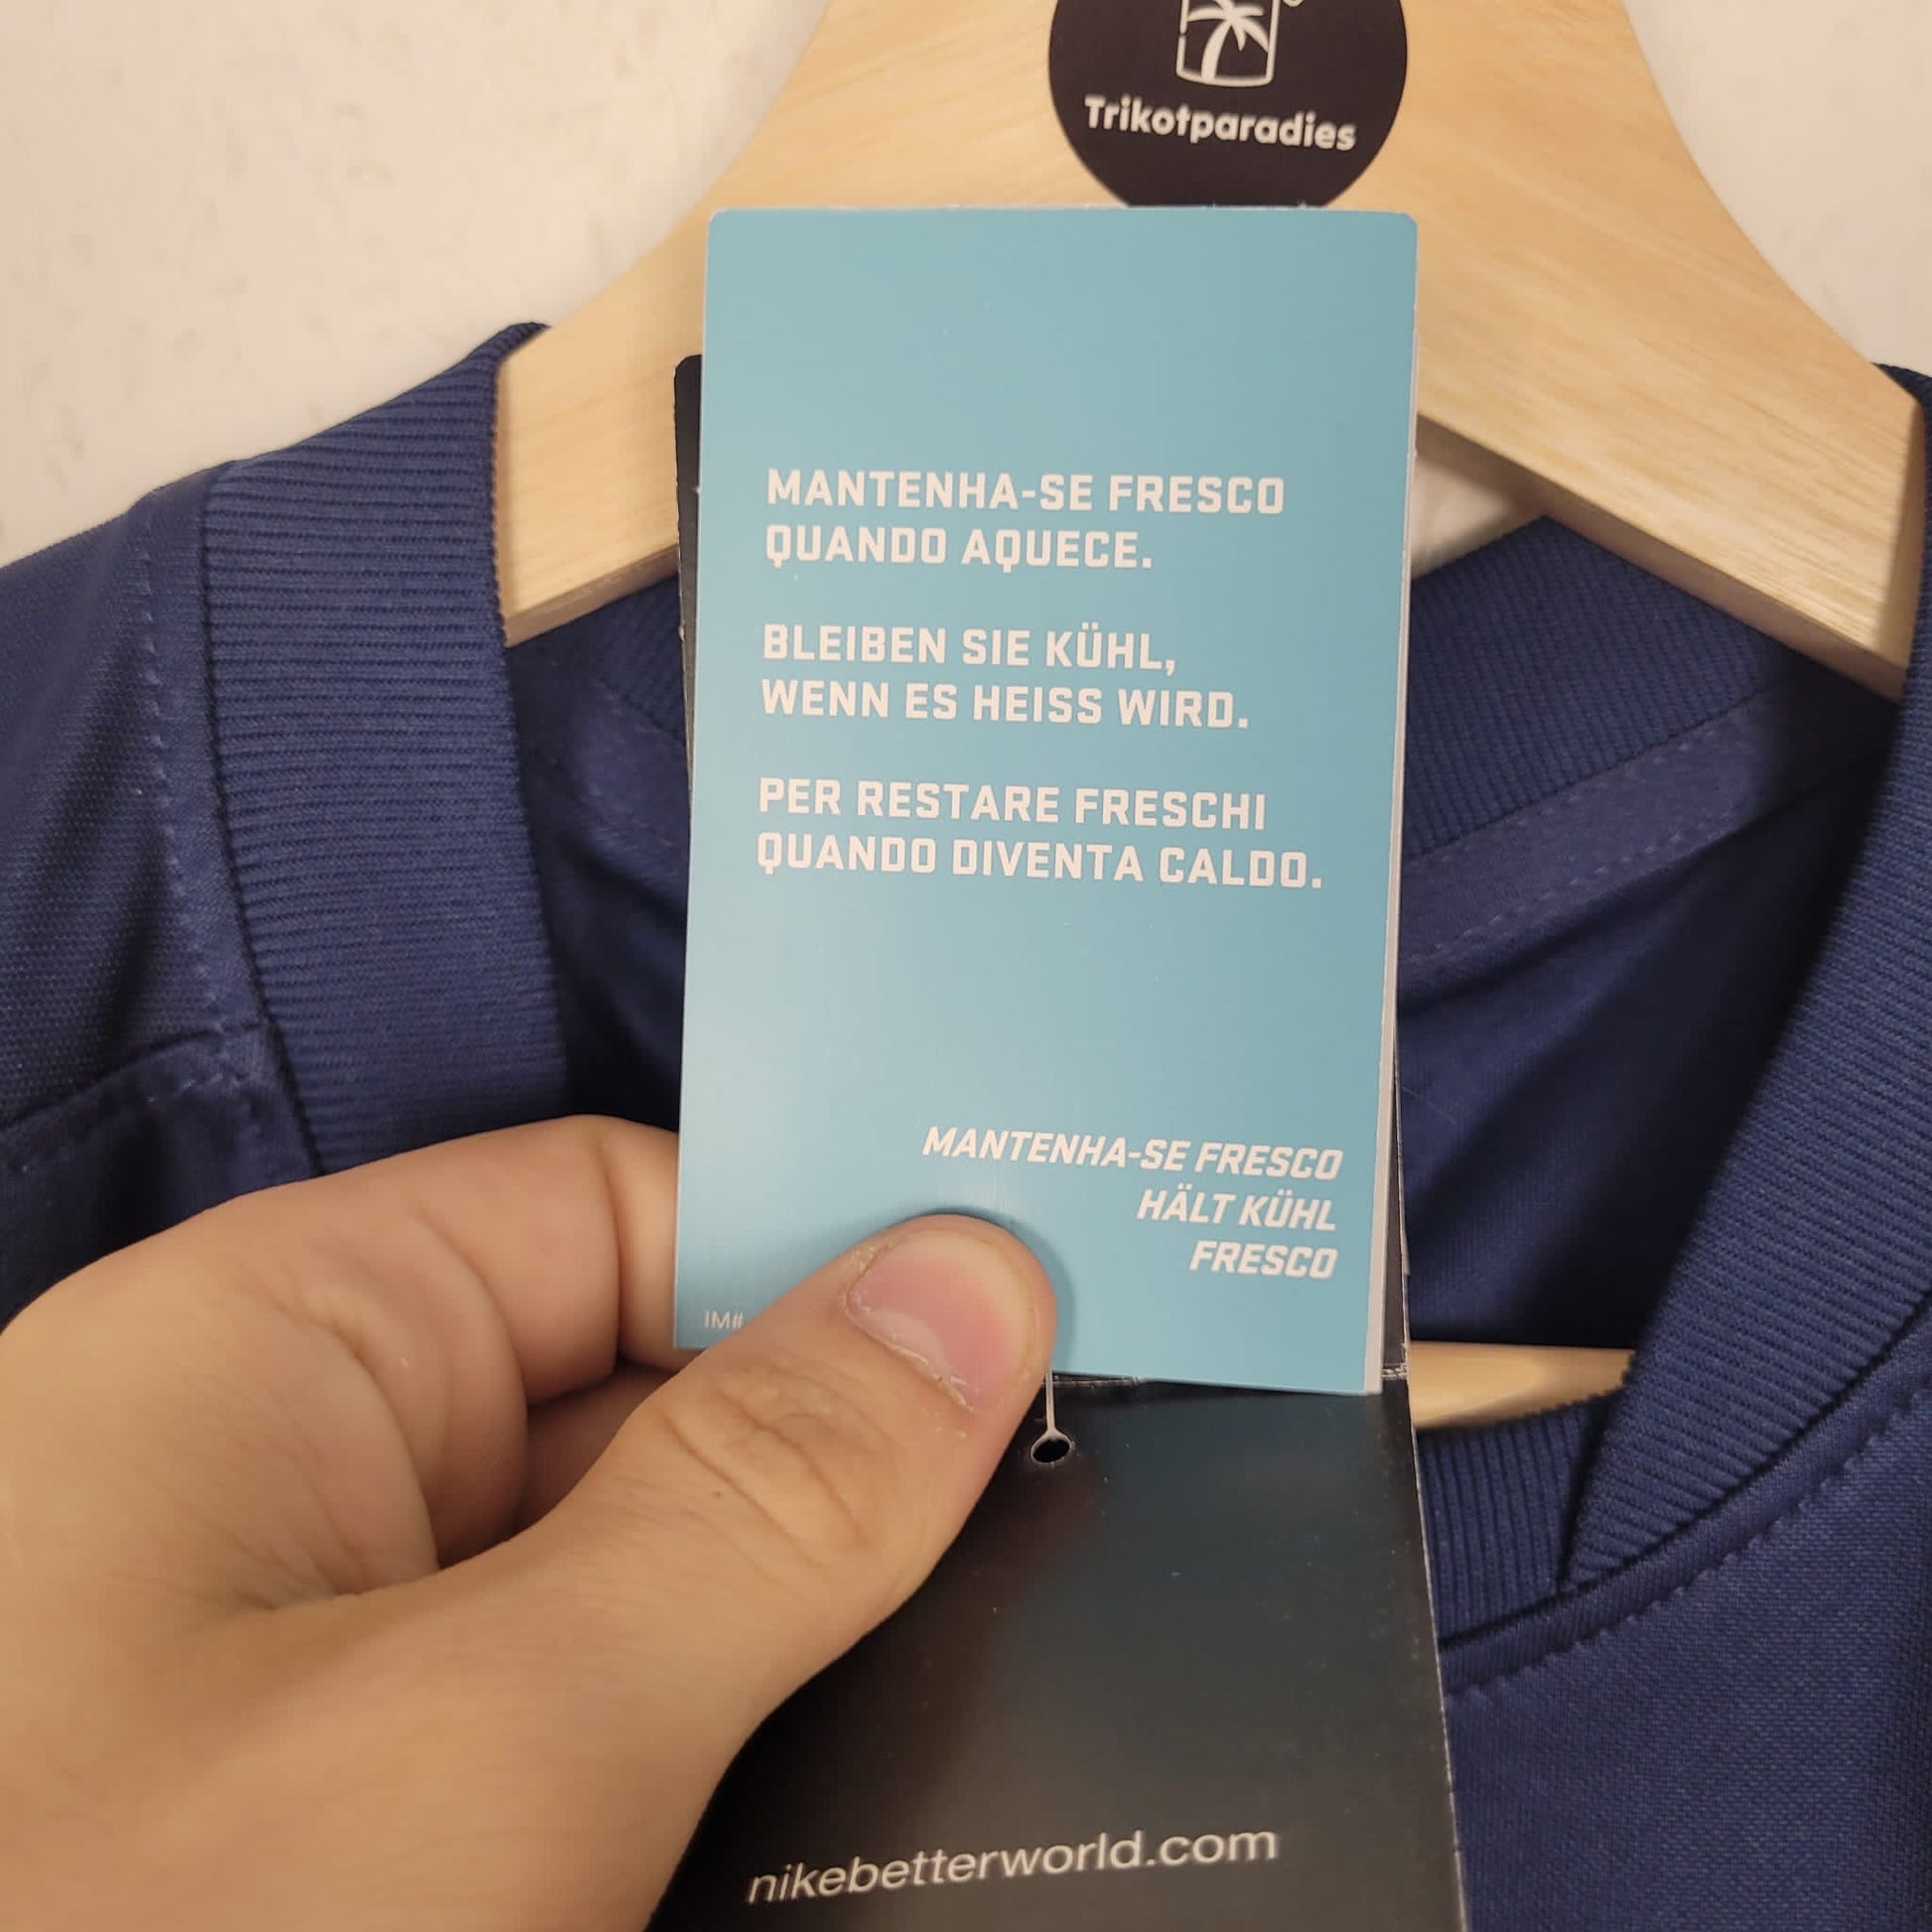 Trikotparadies
MANTENHA-SE FRESCO
QUANDO AQUECE.
BLEIBEN SIE KÜHL,
WENN ES HEISS WIRD.
PER RESTARE FRESCHI
QUANDO DIVENTA CALDO.
MANTENHA-SE FRESCO
HÄLT KÜHL
FRESCO
IM#
nikebetterworld.com